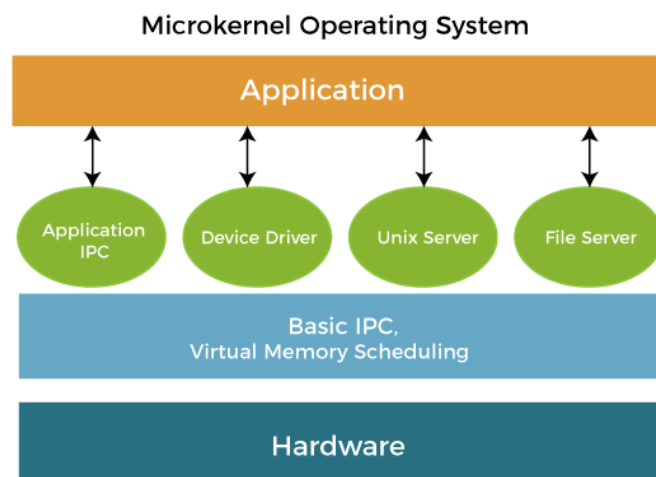 Microkernel Operating System
Application
Application
IPC
Device Driver
Unix Server
File Server
Basic IPC,
Virtual Memory Scheduling
Hardware